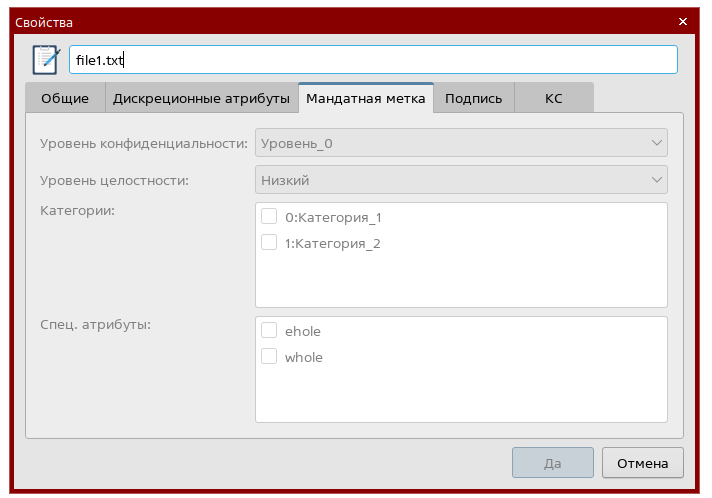 Свойства
file1.txt
Общие
Дискреционные атрибуты
Мандатная метка
Подпись
КС
Уровень конфиденциальности: Уровень_0
Уровень целостности: Низкий
Категории:
0:Категория_1
1:Категория_2
Спец. атрибуты:
ehole
whole
Да
Отмена